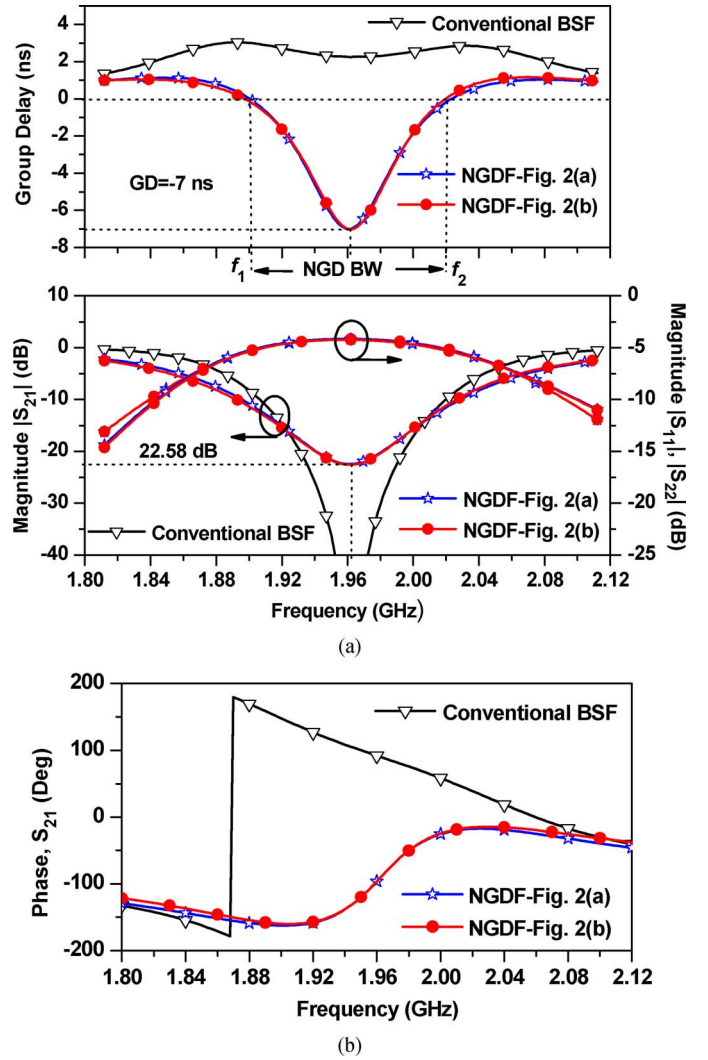 Group Delay (ns)
4
2
0
-2
-4
-6
-8
Conventional BSF
GD=-7 ns
NGDF-Fig. 2(a)
NGDF-Fig. 2(b)
f1
NGD BW
f2
Magnitude |S21| (dB)
10
0
-10
-20
-30
-40
22.58 dB
Conventional BSF
NGDF-Fig. 2(a)
NGDF-Fig. 2(b)
0
-5
-10
-15
-20
-25
Magnitude |S11|, |S22| (dB)
1.80 1.84 1.88 1.92 1.96 2.00 2.04 2.08 2.12
Frequency (GHz)
(a)
Phase, S21 (Deg)
200
100
0
-100
-200
Conventional BSF
NGDF-Fig. 2(a)
NGDF-Fig. 2(b)
1.80 1.84 1.88 1.92 1.96 2.00 2.04 2.08 2.12
Frequency (GHz)
(b)